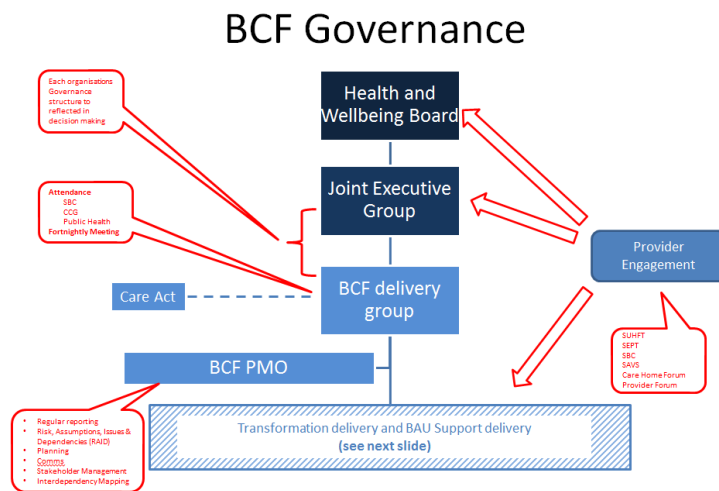 BCF Governance
Each organisations
Governance
structure to
reflected in
decision making
Health and
Wellbeing Board
Attendance
SBC
CCG
Public Health
Fortnightly Meeting
Joint Executive
Group
Provider
Engagement
Care Act
BCF delivery
group
SUHFT
SEPT
SBC
SAVS
Care Home Forum
Provider Forum
BCF PMO
• Regular reporting
• Risk, Assumptions, Issues &
Dependencies (RAID)
• Planning
• Comms
• Stakeholder Management
• Interdependency Mapping
Transformation delivery and BAU Support delivery
(see next slide)